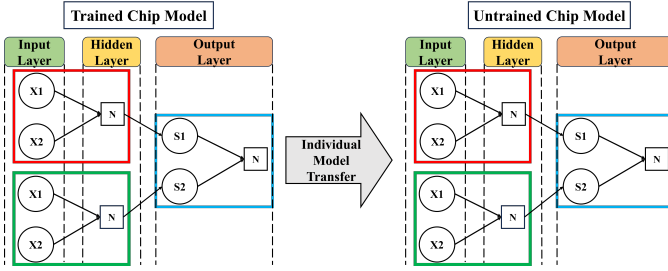 Trained Chip Model
Untrained Chip Model
Input
Layer
Hidden
Layer
Output
Layer
X1
X2
N
X1
X2
N
S1
S2
N
Individual
Model
Transfer
Input
Layer
Hidden
Layer
Output
Layer
X1
X2
N
X1
X2
N
S1
S2
N